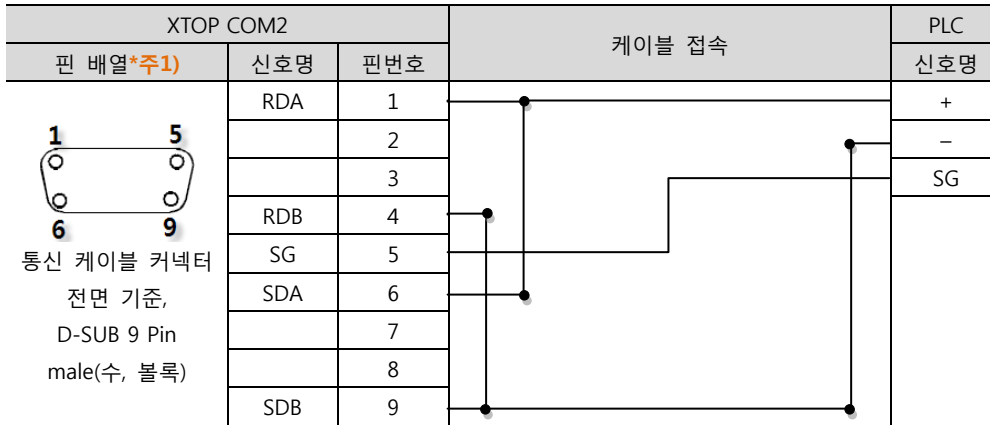 XTOP COM2 케이블 접속 PLC
핀 배열*주1) 신호명 핀번호 신호명
RDA 1 +
2 –
3 SG
RDB 4
SG 5
SDA 6
7
8
SDB 9
1 5
6 9
통신 케이블 커넥터
전면 기준,
D-SUB 9 Pin
male(수, 볼록)